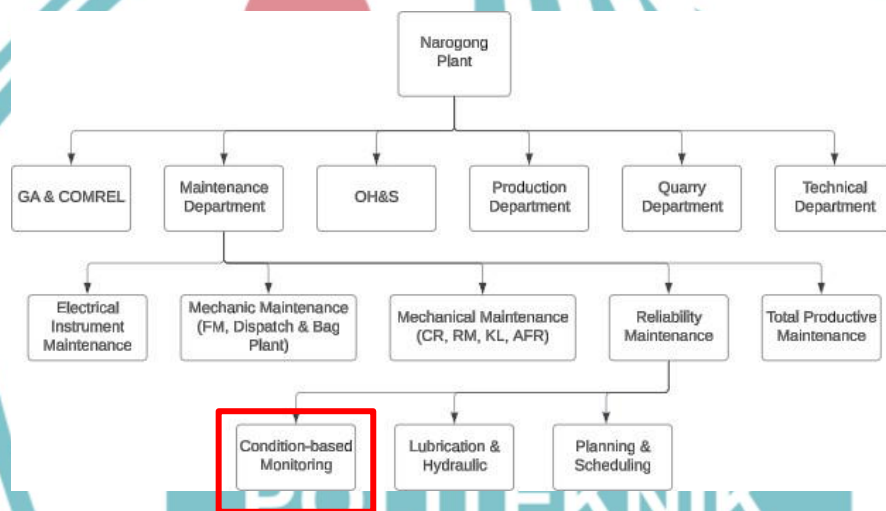 Narogong
Plant
GA & COMREL
Maintenance
Department
OH&S
Production
Department
Quarry
Department
Technical
Department
Electrical
Instrument
Maintenance
Mechanic Maintenance
(FM, Dispatch & Bag
Plant)
Mechanical Maintenance
(CR, RM, KL, AFR)
Reliability
Maintenance
Total Productive
Maintenance
Condition-based
Monitoring
Lubrication &
Hydraulic
Planning &
Scheduling
POLITEKNIK